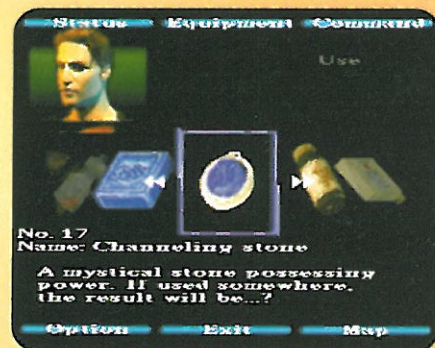 Status Equipment Command
Use
No. 17
Name: Channeling stone
A mystical stone possessing
power. If used somewhere,
the result will be...?
Option Exit Map